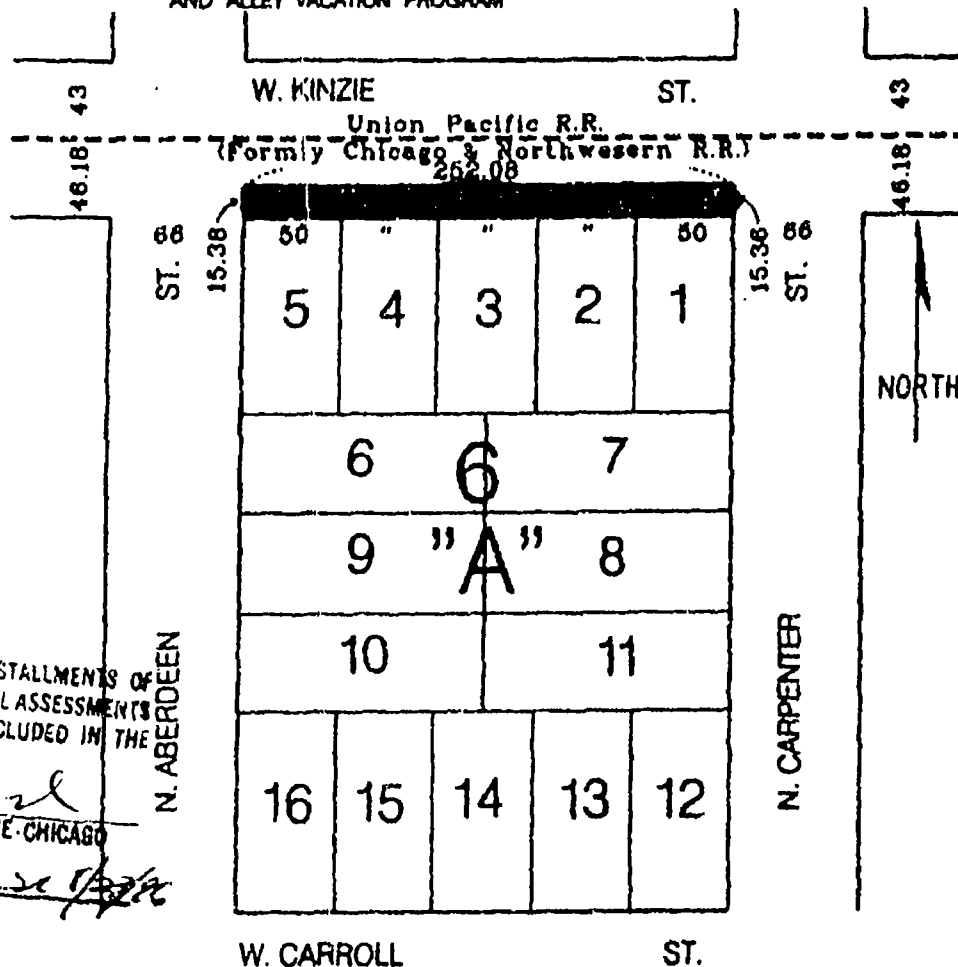 AND ALLEY VACATION PROGRAM
W. KINZIE ST.
43 43
Union Pacific R.R.
(Formly Chicago & Northwesern R.R.)
252.08
46.18 46.18
66 50 " " " 50 66
ST. 15.38 15.38 ST.
5 4 3 2 1
NORTH
6 6 7
9 "A" 8
10 11
N. ABERDEEN
N. CARPENTER
STALLMENTS OF
L ASSESSMENTS
CLUDED IN THE
E-CHICAGO
16 15 14 13 12
W. CARROLL ST.